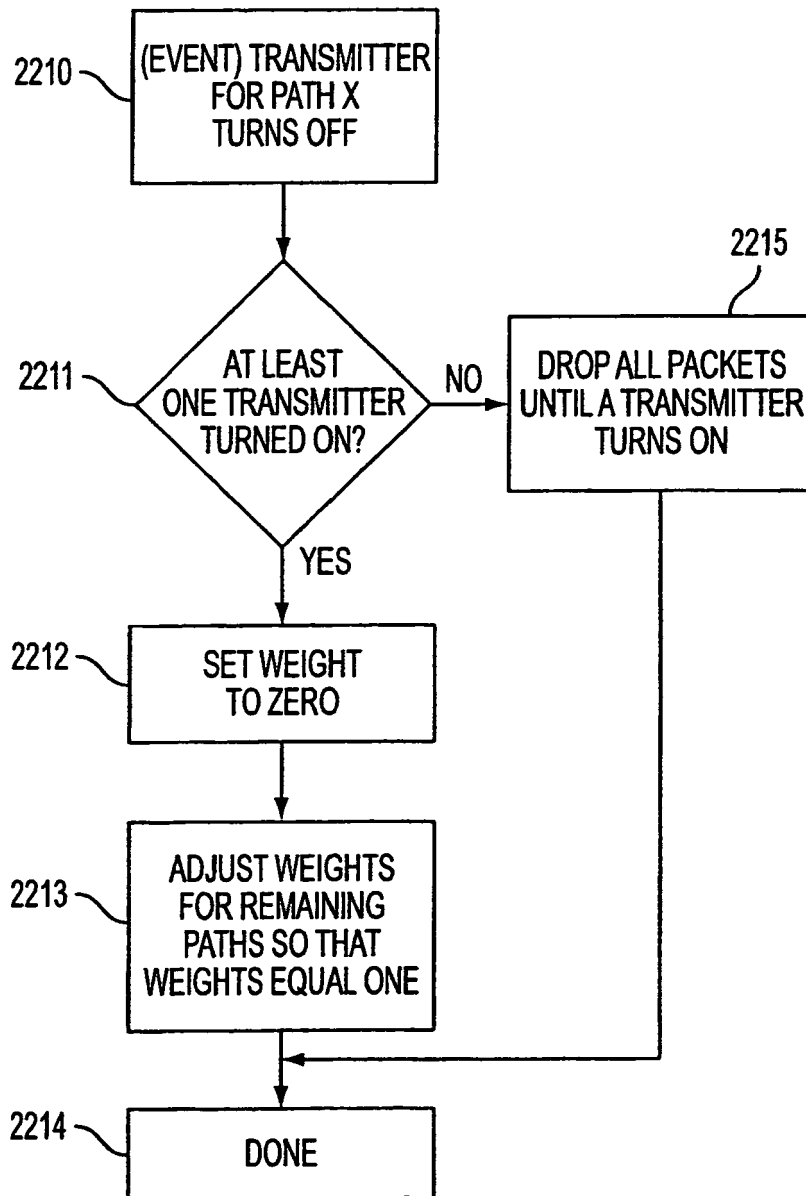 2210
(EVENT) TRANSMITTER
FOR PATH X
TURNS OFF
2211
AT LEAST
ONE TRANSMITTER
TURNED ON?
NO
2215
DROP ALL PACKETS
UNTIL A TRANSMITTER
TURNS ON
YES
2212
SET WEIGHT
TO ZERO
2213
ADJUST WEIGHTS
FOR REMAINING
PATHS SO THAT
WEIGHTS EQUAL ONE
2214
DONE